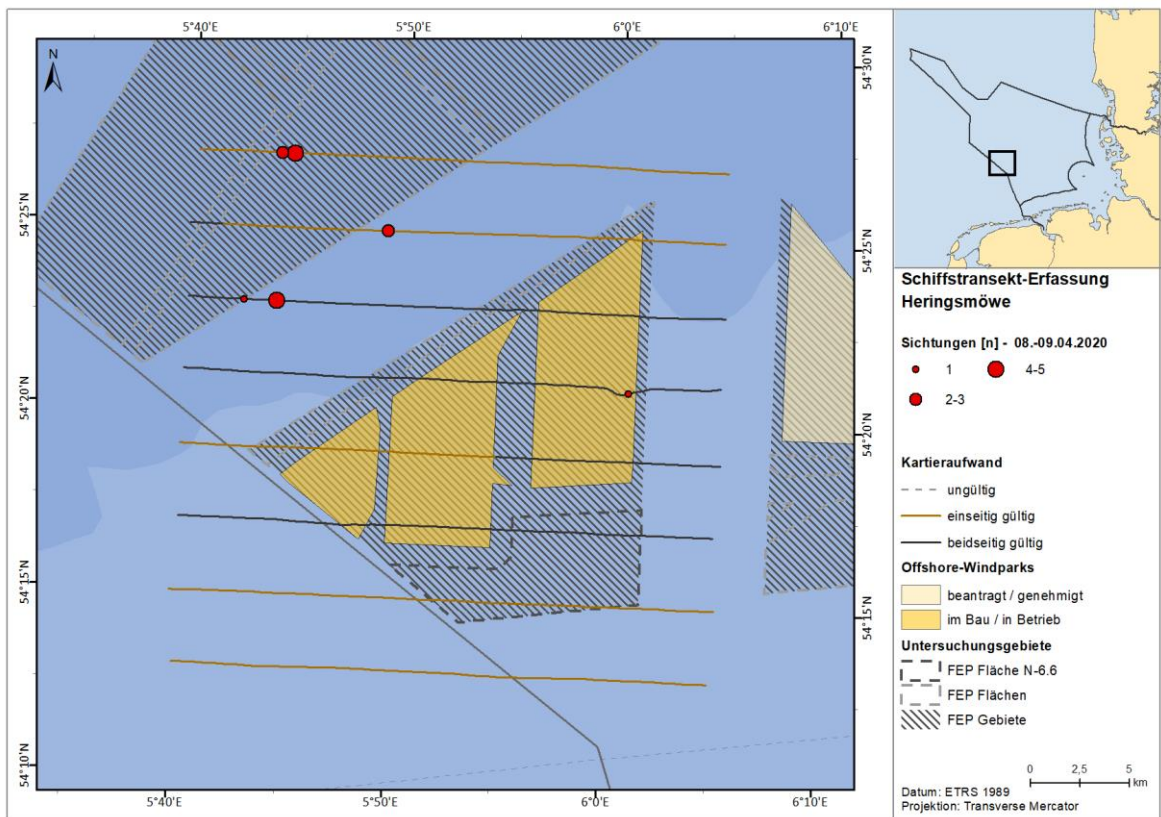 5°40'E 5°50'E 6°0'E 6°10'E
N
54°30'N
54°25'N
54°25'N
54°20'N
54°20'N
54°15'N
54°15'N
54°10'N
5°40'E 5°50'E 6°0'E 6°10'E
Schiffstransekt-Erfassung
Heringsmöwe
Sichtungen [n] - 08.-09.04.2020
1 4-5
2-3
Kartieraufwand
ungültig
einseitig gültig
beidseitig gültig
Offshore-Windparks
beantragt / genehmigt
im Bau / in Betrieb
Untersuchungsgebiete
FEP Fläche N-6.6
FEP Flächen
FEP Gebiete
0 2,5 5
km
Datum: ETRS 1989
Projektion: Transverse Mercator